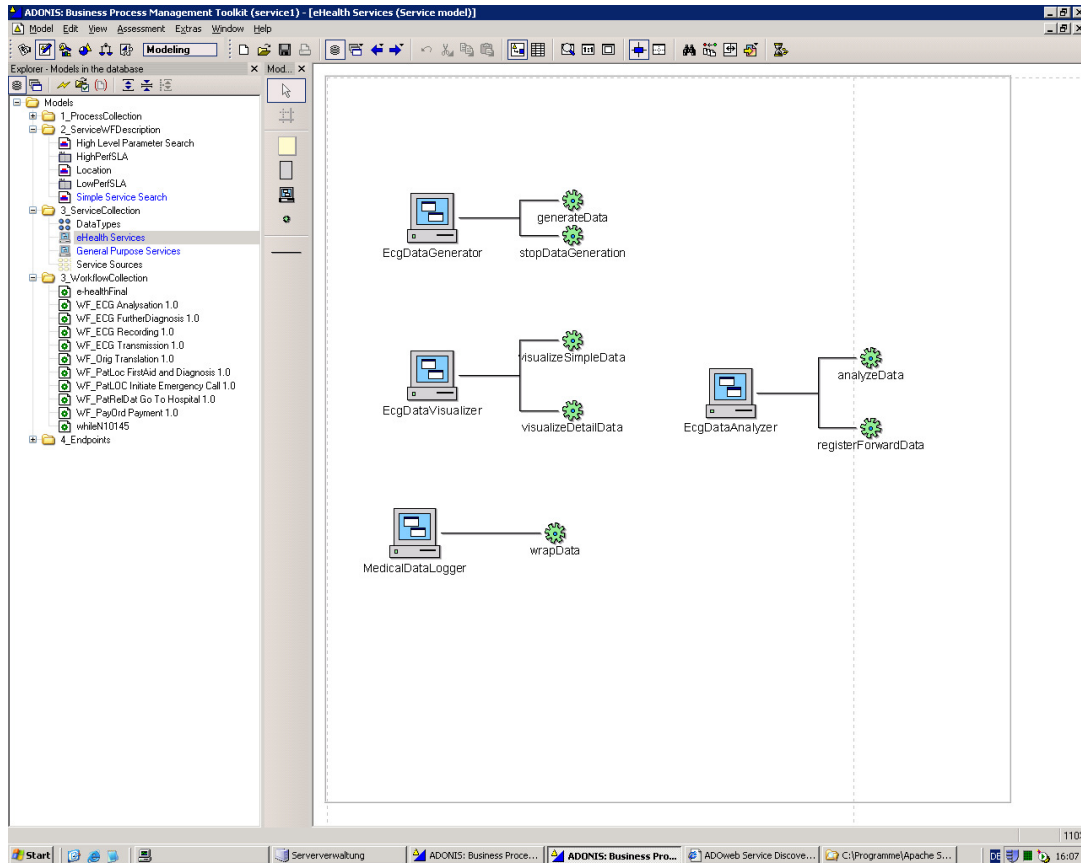 ADONIS: Business Process Management Toolkit (service1) - [eHealth Services (Service model)]
Model Edit View Assessment Extras Window Help
Modeling
Explorer - Models in the database
Mod...
Models
1_ProcessCollection
2_ServiceWFDescription
High Level Parameter Search
HighPerfSLA
Location
LowPerfSLA
Simple Service Search
3_ServiceCollection
DataTypes
eHealth Services
General Purpose Services
Service Sources
3_WorkflowCollection
e-healthFinal
WF_ECG Analysation 1.0
WF_ECG FurtherDiagnosis 1.0
WF_ECG Recording 1.0
WF_ECG Transmission 1.0
WF_Orig Translation 1.0
WF_PatLoc FirstAid and Diagnosis 1.0
WF_PatLOC Initiate Emergency Call 1.0
WF_PatRelDat Go To Hospital 1.0
WF_PayOrd Payment 1.0
whileN10145
4_Endpoints
generateData
EcgDataGenerator
stopDataGeneration
visualizeSimpleData
EcgDataVisualizer
visualizeDetailData
analyzeData
EcgDataAnalyzer
registerForwardData
wrapData
MedicalDataLogger
Start
Serververwaltung
ADONIS: Business Proce...
ADONIS: Business Pro...
ADOweb Service Discove...
C:\Programme\Apache S...
DE
16:07